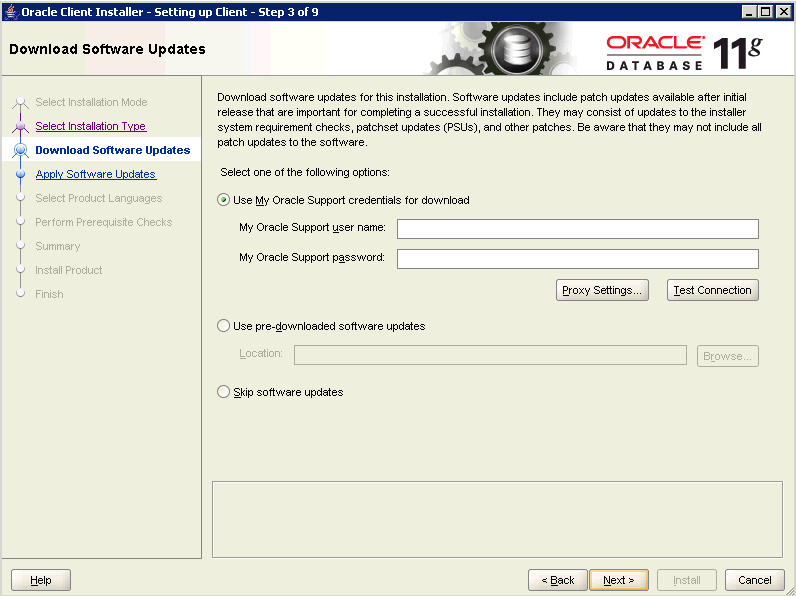 Oracle Client Installer - Setting up Client - Step 3 of 9
Download Software Updates
ORACLE®
DATABASE 11g
Select Installation Mode
Select Installation Type
Download Software Updates
Apply Software Updates
Select Product Languages
Perform Prerequisite Checks
Summary
Install Product
Finish
Download software updates for this installation. Software updates include patch updates available after initial
release that are important for completing a successful installation. They may consist of updates to the installer
system requirement checks, patchset updates (PSUs), and other patches. Be aware that they may not include all
patch updates to the software.
Select one of the following options:
Use My Oracle Support credentials for download
My Oracle Support user name:
My Oracle Support password:
Proxy Settings...
Test Connection
Use pre-downloaded software updates
Location:
Browse...
Skip software updates
Help
< Back
Next >
Install
Cancel